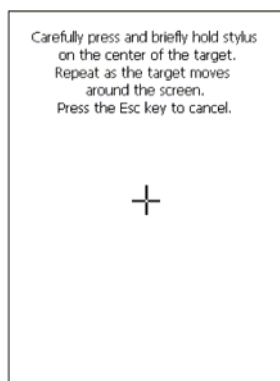 Carefully press and briefly hold stylus
on the center of the target.
Repeat as the target moves
around the screen.
Press the Esc key to cancel.